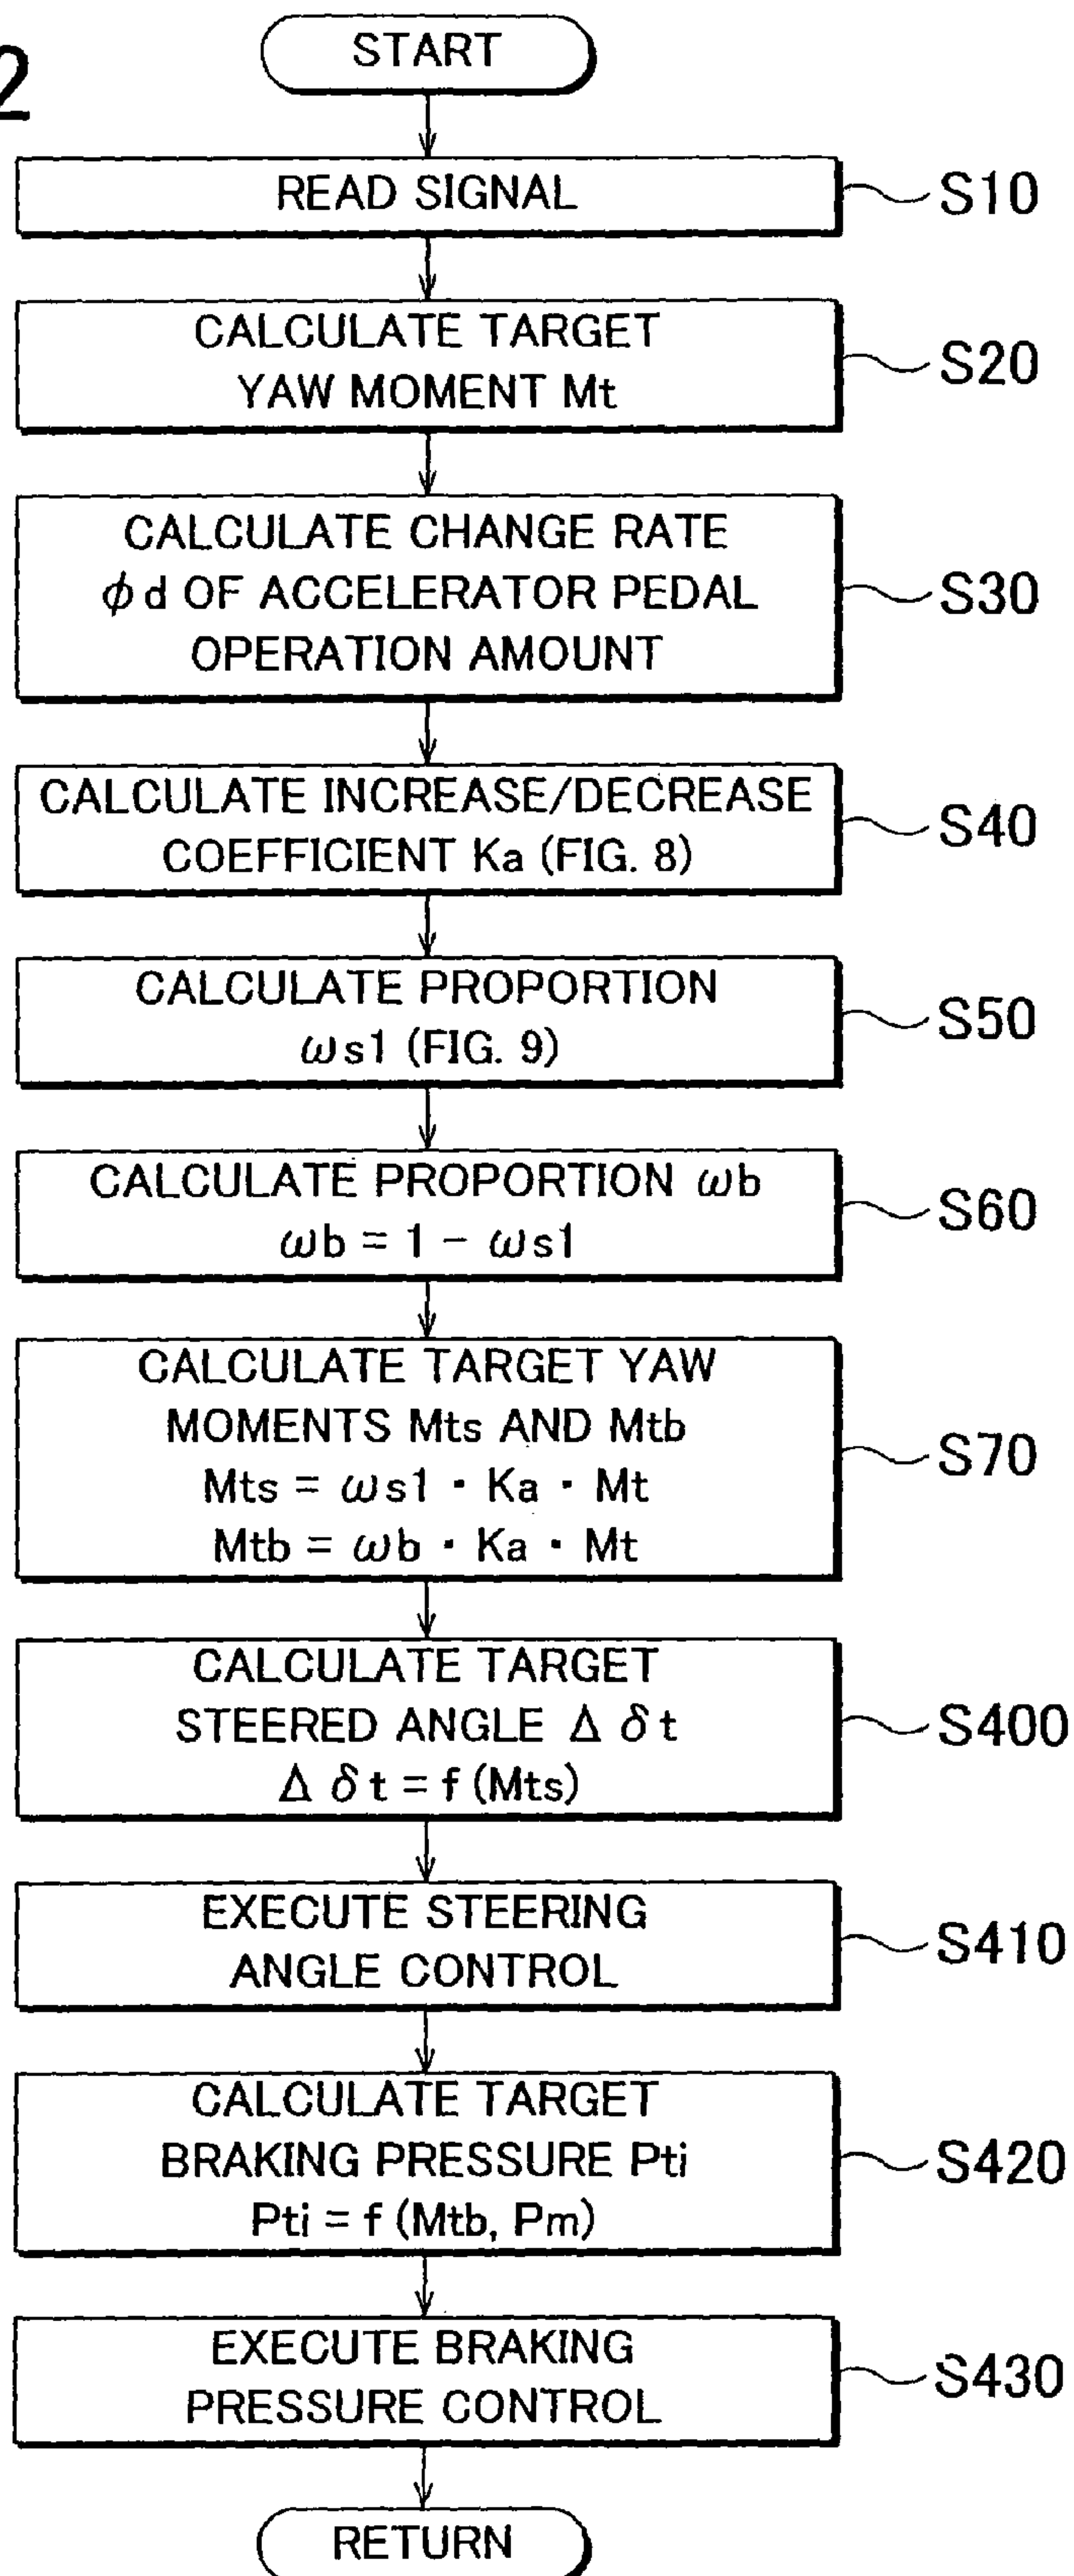 2
START
READ SIGNAL
S10
CALCULATE TARGET
YAW MOMENT Mt
S20
CALCULATE CHANGE RATE
φd OF ACCELERATOR PEDAL
OPERATION AMOUNT
S30
CALCULATE INCREASE/DECREASE
COEFFICIENT Ka (FIG. 8)
S40
CALCULATE PROPORTION
ωs1 (FIG. 9)
S50
CALCULATE PROPORTION ωb
ωb = 1 - ωs1
S60
CALCULATE TARGET YAW
MOMENTS Mts AND Mtb
Mts = ωs1 · Ka · Mt
Mtb = ωb · Ka · Mt
S70
CALCULATE TARGET
STEERED ANGLE Δ δt
Δ δt = f (Mts)
S400
EXECUTE STEERING
ANGLE CONTROL
S410
CALCULATE TARGET
BRAKING PRESSURE Pti
Pti = f (Mtb, Pm)
S420
EXECUTE BRAKING
PRESSURE CONTROL
S430
RETURN